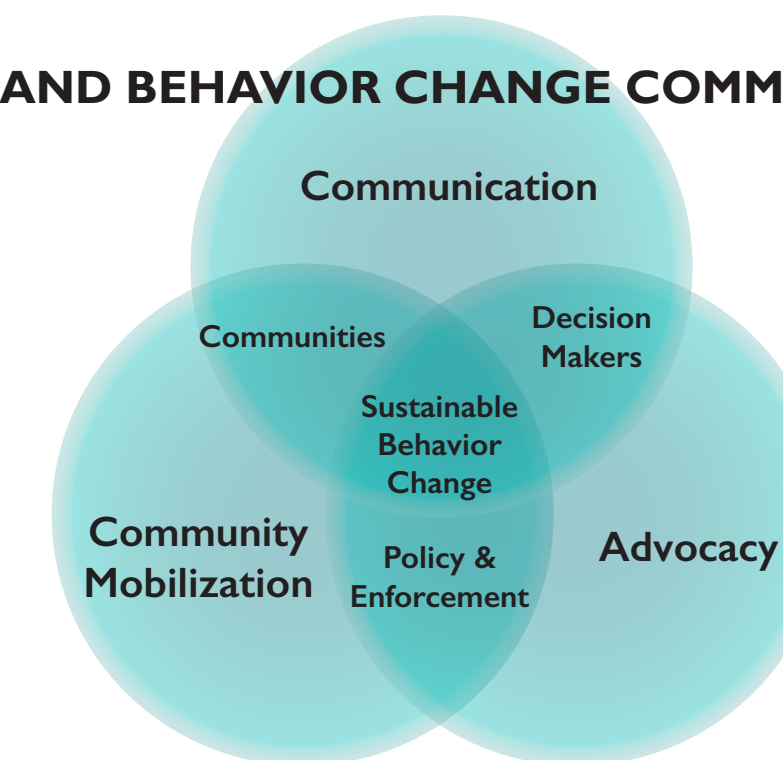 AND BEHAVIOR CHANGE COMM
Communication
Communities
Decision
Makers
Sustainable
Behavior
Change
Community
Mobilization
Policy &
Enforcement
Advocacy